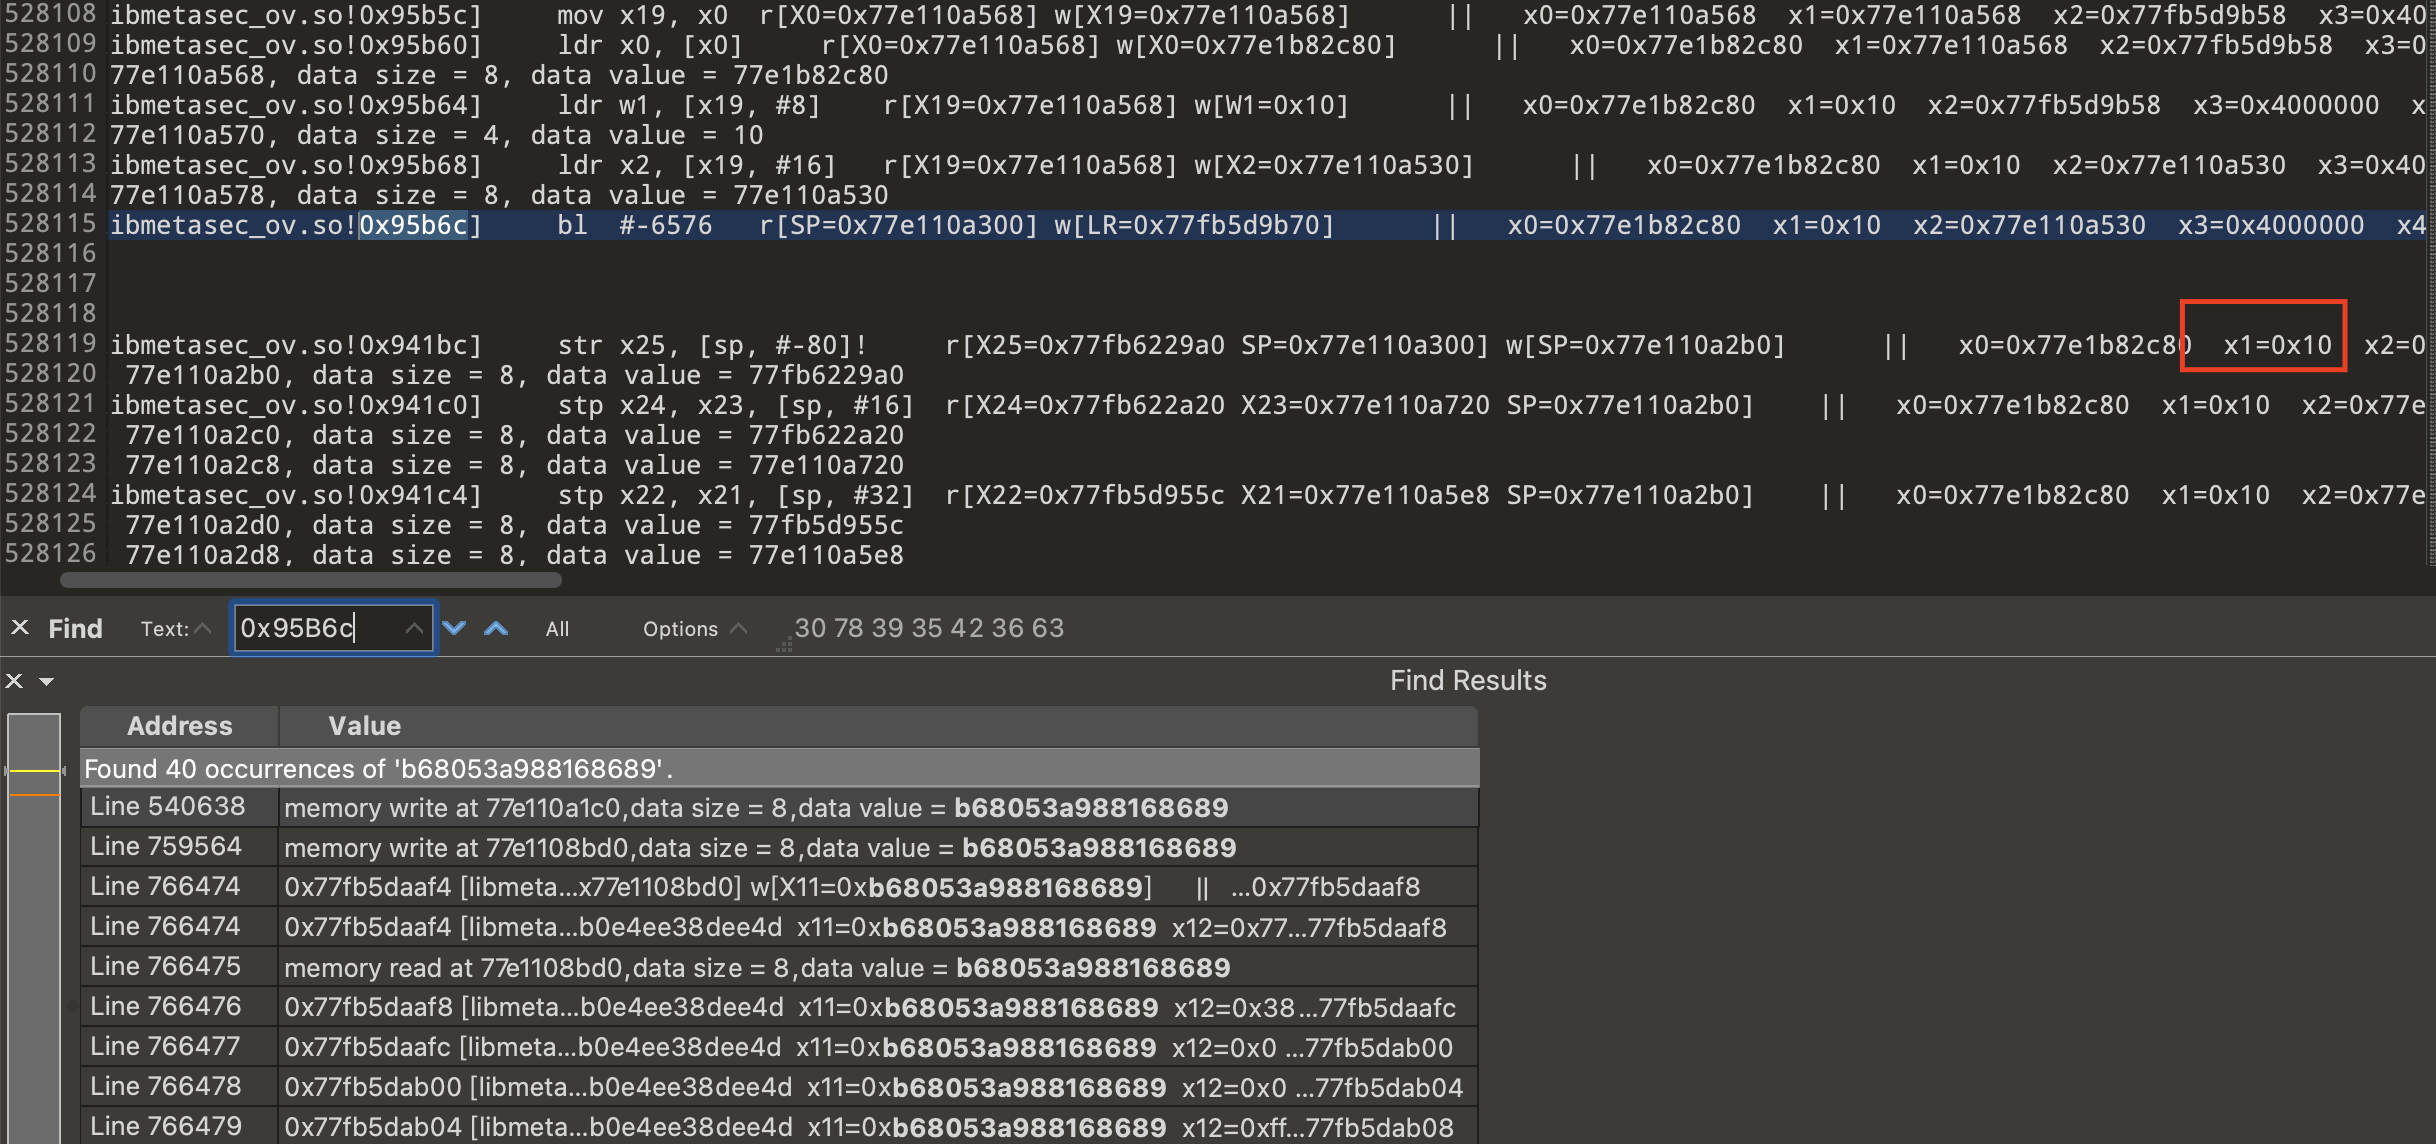 528108 ibmetasec_ov.so!0x95b5c] mov x19, x0 r[X0=0x77e110a568] w[X19=0x77e110a568] || x0=0x77e110a568 x1=0x77e110a568 x2=0x77fb5d9b58 x3=0x40
528109 ibmetasec_ov.so!0x95b60] ldr x0, [x0] r[X0=0x77e110a568] w[X0=0x77e1b82c80] || x0=0x77e1b82c80 x1=0x77e110a568 x2=0x77fb5d9b58 x3=0
528110 77e110a568, data size = 8, data value = 77e1b82c80
528111 ibmetasec_ov.so!0x95b64] ldr w1, [x19, #8] r[X19=0x77e110a568] w[W1=0x10] || x0=0x77e1b82c80 x1=0x10 x2=0x77fb5d9b58 x3=0x4000000 x
528112 77e110a570, data size = 4, data value = 10
528113 ibmetasec_ov.so!0x95b68] ldr x2, [x19, #16] r[X19=0x77e110a568] w[X2=0x77e110a530] || x0=0x77e1b82c80 x1=0x10 x2=0x77e110a530 x3=0x40
528114 77e110a578, data size = 8, data value = 77e110a530
528115 ibmetasec_ov.so!0x95b6c] bl #-6576 r[SP=0x77e110a300] w[LR=0x77fb5d9b70] || x0=0x77e1b82c80 x1=0x10 x2=0x77e110a530 x3=0x4000000 x4
528116
528117
528118
528119 ibmetasec_ov.so!0x941bc] str x25, [sp, #-80]! r[X25=0x77fb6229a0 SP=0x77e110a300] w[SP=0x77e110a2b0] || x0=0x77e1b82c80 x1=0x10 x2=0
528120 77e110a2b0, data size = 8, data value = 77fb6229a0
528121 ibmetasec_ov.so!0x941c0] stp x24, x23, [sp, #16] r[X24=0x77fb622a20 X23=0x77e110a720 SP=0x77e110a2b0] || x0=0x77e1b82c80 x1=0x10 x2=0x77e
528122 77e110a2c0, data size = 8, data value = 77fb622a20
528123 77e110a2c8, data size = 8, data value = 77e110a720
528124 ibmetasec_ov.so!0x941c4] stp x22, x21, [sp, #32] r[X22=0x77fb5d955c X21=0x77e110a5e8 SP=0x77e110a2b0] || x0=0x77e1b82c80 x1=0x10 x2=0x77e
528125 77e110a2d0, data size = 8, data value = 77fb5d955c
528126 77e110a2d8, data size = 8, data value = 77e110a5e8
Find Text: 0x95B6c All Options 30 78 39 35 42 36 63
Find Results
Address Value
Found 40 occurrences of 'b68053a988168689'.
Line 540638 memory write at 77e110a1c0,data size = 8,data value = b68053a988168689
Line 759564 memory write at 77e1108bd0,data size = 8,data value = b68053a988168689
Line 766474 0x77fb5daaf4 [libmeta...x77e1108bd0] w[X11=0xb68053a988168689] || ...0x77fb5daaf8
Line 766474 0x77fb5daaf4 [libmeta...b0e4ee38dee4d x11=0xb68053a988168689 x12=0x77...77fb5daaf8
Line 766475 memory read at 77e1108bd0,data size = 8,data value = b68053a988168689
Line 766476 0x77fb5daaf8 [libmeta...b0e4ee38dee4d x11=0xb68053a988168689 x12=0x38...77fb5daafc
Line 766477 0x77fb5daafc [libmeta...b0e4ee38dee4d x11=0xb68053a988168689 x12=0x0 ...77fb5dab00
Line 766478 0x77fb5dab00 [libmeta...b0e4ee38dee4d x11=0xb68053a988168689 x12=0x0 ...77fb5dab04
Line 766479 0x77fb5dab04 [libmeta...b0e4ee38dee4d x11=0xb68053a988168689 x12=0xff...77fb5dab08